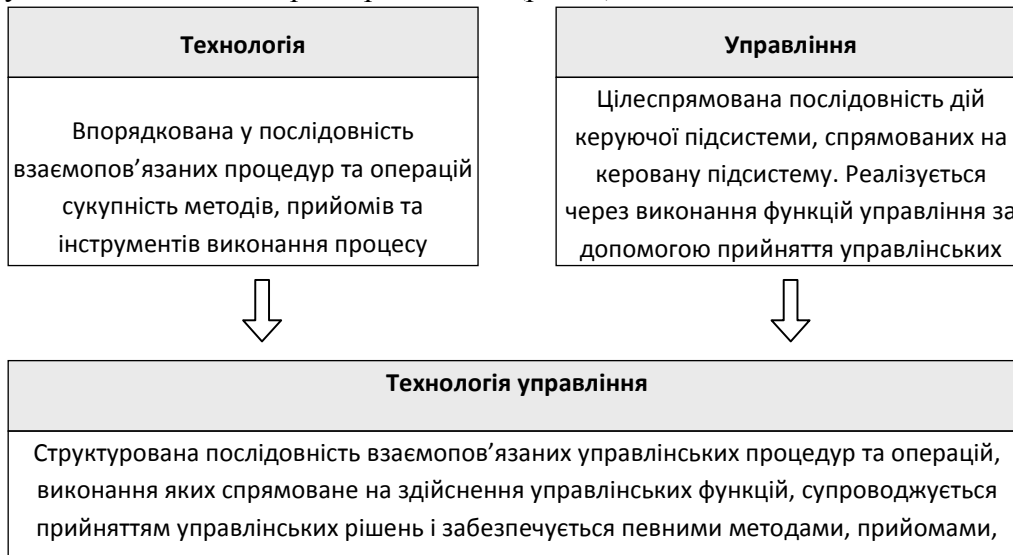 Технологія
Впорядкована у послідовність
взаємопов’язаних процедур та операцій
сукупність методів, прийомів та
інструментів виконання процесу
Управління
Цілеспрямована послідовність дій
керуючої підсистеми, спрямованих на
керовану підсистему. Реалізується
через виконання функцій управління за
допомогою прийняття управлінських
Технологія управління
Структурована послідовність взаємопов’язаних управлінських процедур та операцій,
виконання яких спрямоване на здійснення управлінських функцій, супроводжується
прийняттям управлінських рішень і забезпечується певними методами, прийомами,